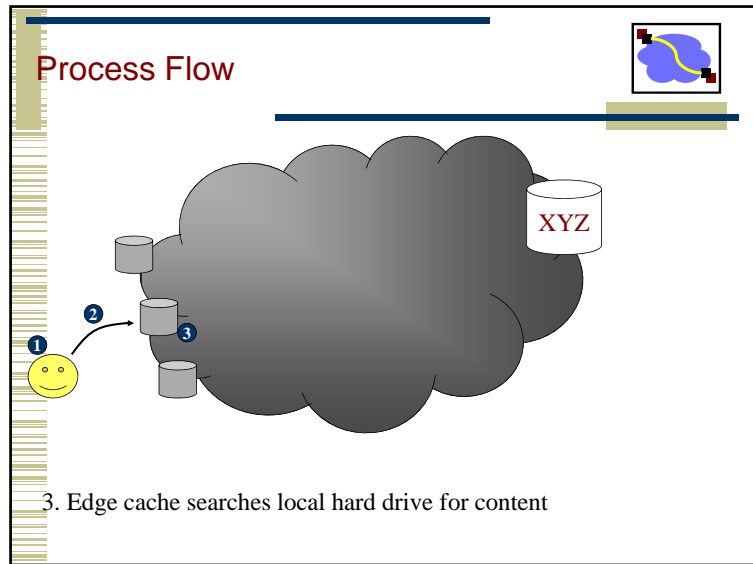 Process Flow
XYZ
2
3
1
3. Edge cache searches local hard drive for content